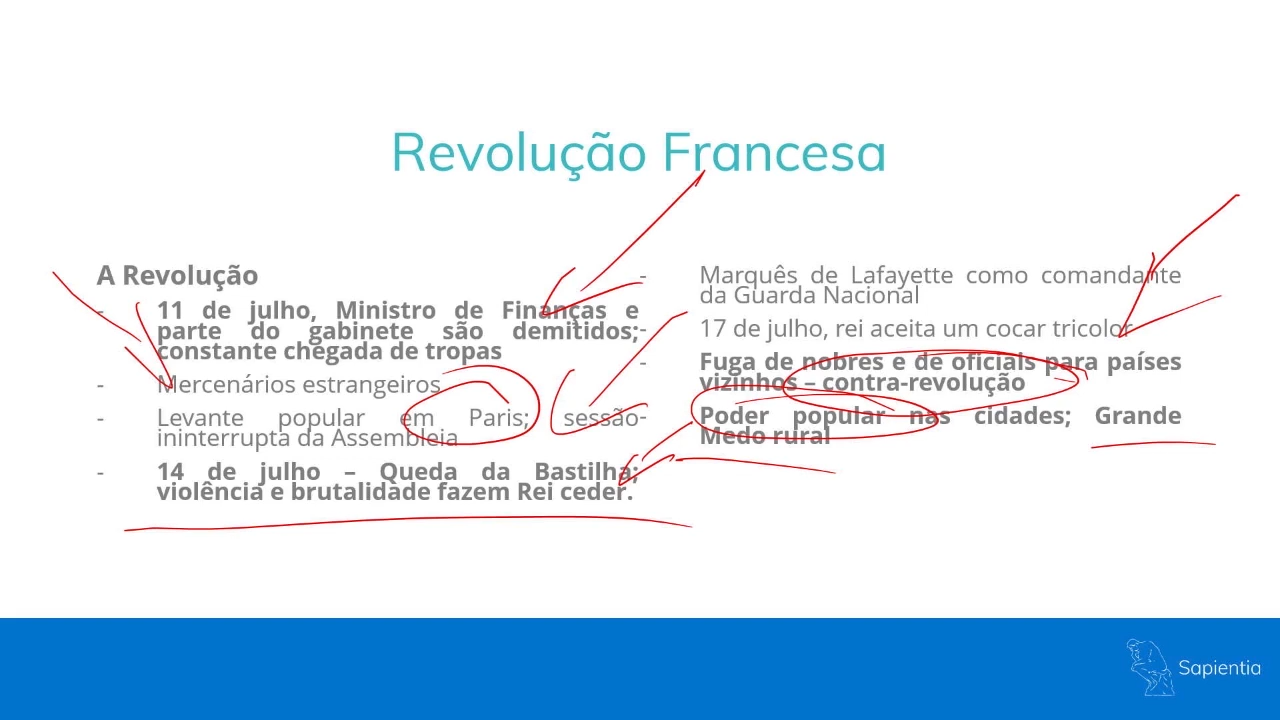 Revolução Francesa
A Revolução
- 11 de julho, Ministro de Finanças e
parte do gabinete são demitidos;
constante chegada de tropas
- Mercenários estrangeiros
- Levante popular em Paris; sessão
ininterrupta da Assembleia
- 14 de julho – Queda da Bastilha;
violência e brutalidade fazem Rei ceder.
- Marquês de Lafayette como comandante
da Guarda Nacional
- 17 de julho, rei aceita um cocar tricolor
- Fuga de nobres e de oficiais para países
vizinhos – contra-revolução
- Poder popular nas cidades; Grande
Medo rural
Sapientia